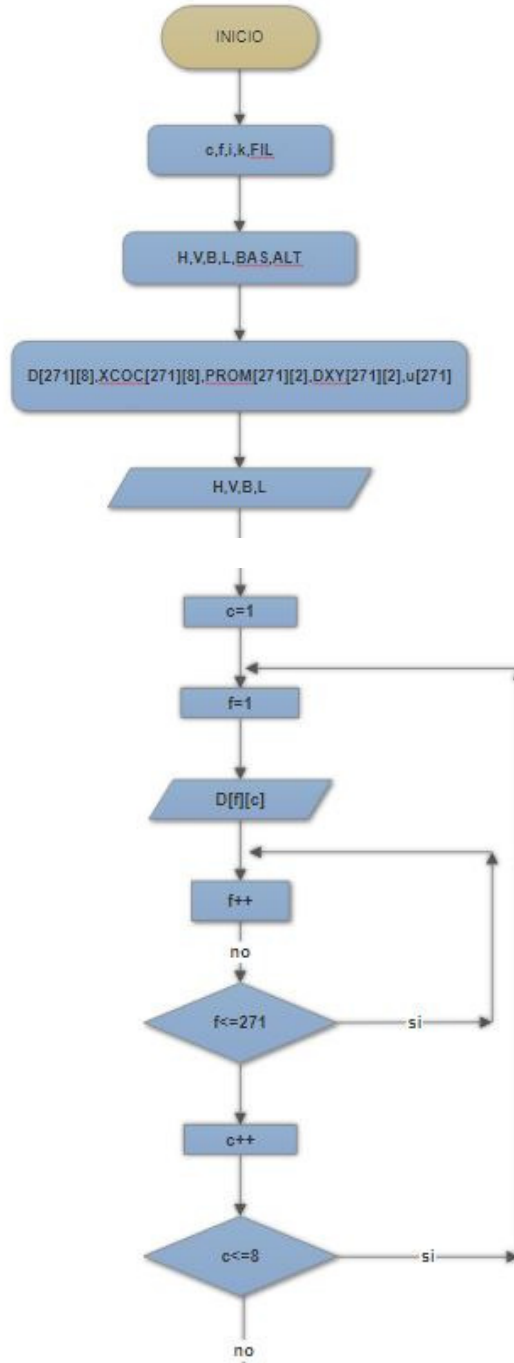 INICIO
c,f,i,k,FIL
H,V,B,L,BAS,ALT
D[271][8],XCOC[271][8],PROM[271][2],DXY[271][2],u[271]
H,V,B,L
c=1
f=1
D[f][c]
f++
no
f<=271
si
c++
c<=8
si
no